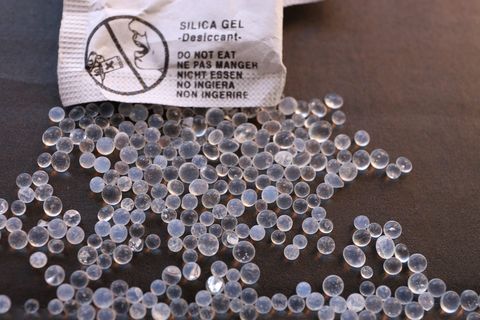 SILICA GEL
-Desiccant-
DO NOT EAT
NE PAS MANGER
NICHT ESSEN
NO INGIERA
NON INGERIRE